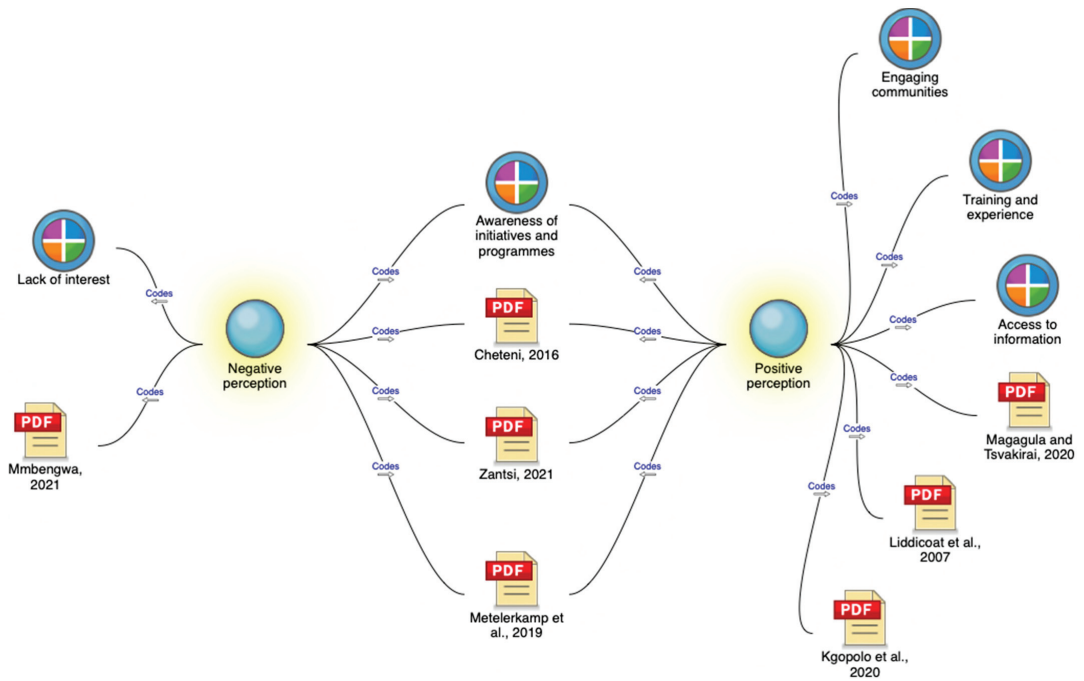 Lack of interest
Codes
PDF
Mmbengwa,
2021
Codes
Negative
perception
Awareness of
initiatives and
programmes
Codes
Codes
PDF
Cheteni, 2016
Codes
Codes
PDF
Zantsi, 2021
Codes
Codes
PDF
Metelerkamp et
al., 2019
Codes
Codes
Positive
perception
Engaging
communities
Codes
Training and
experience
Codes
Access to
information
Codes
PDF
Magagula and
Tsvakirai, 2020
Codes
PDF
Liddicoat et al.,
2007
Codes
PDF
Kgopolo et al.,
2020
Codes